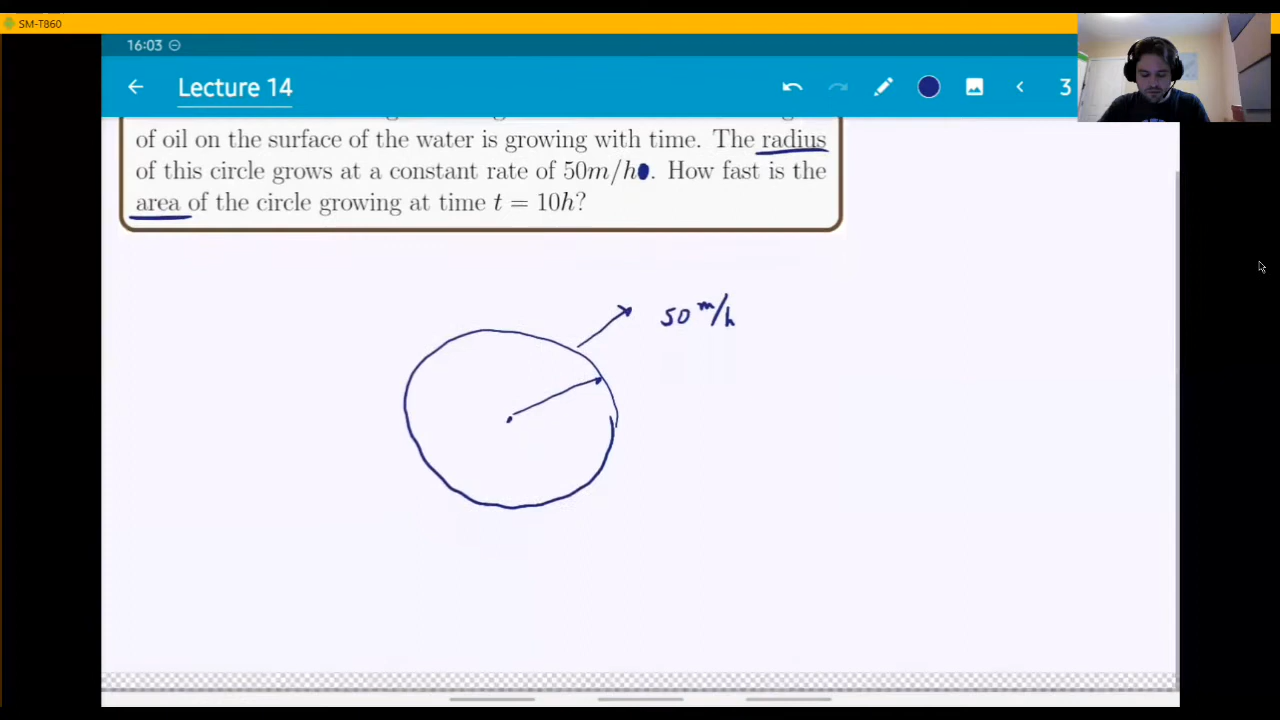 SM-T860
16:03
Lecture 14
3
of oil on the surface of the water is growing with time. The radius
of this circle grows at a constant rate of 50m/h. How fast is the
area of the circle growing at time t = 10h?
50 m/h